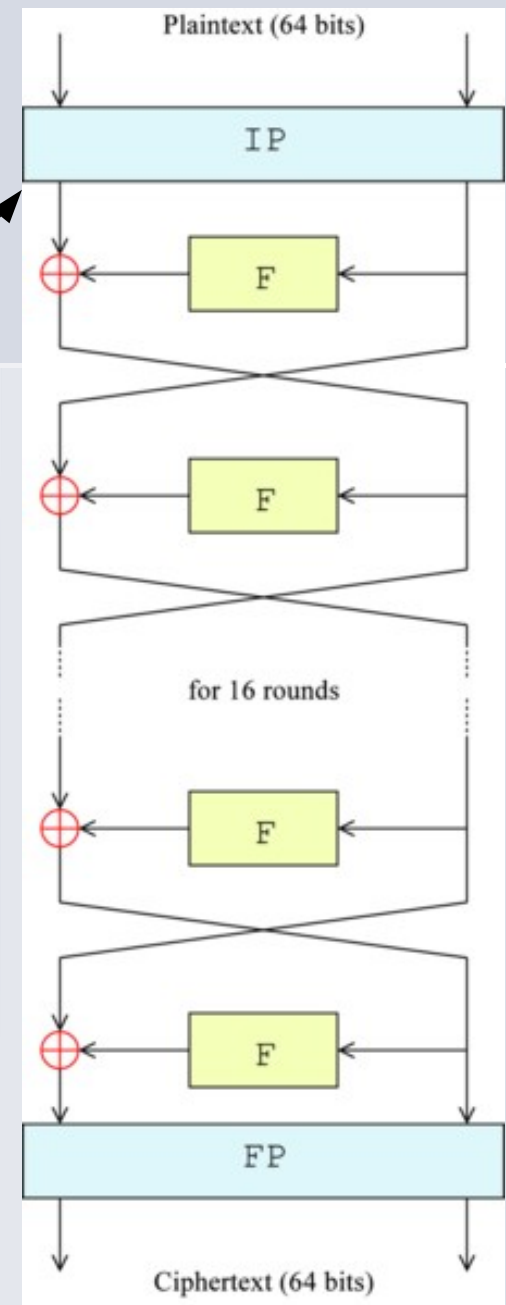 Plaintext (64 bits)
IP
F
F
for 16 rounds
F
F
FP
Ciphertext (64 bits)